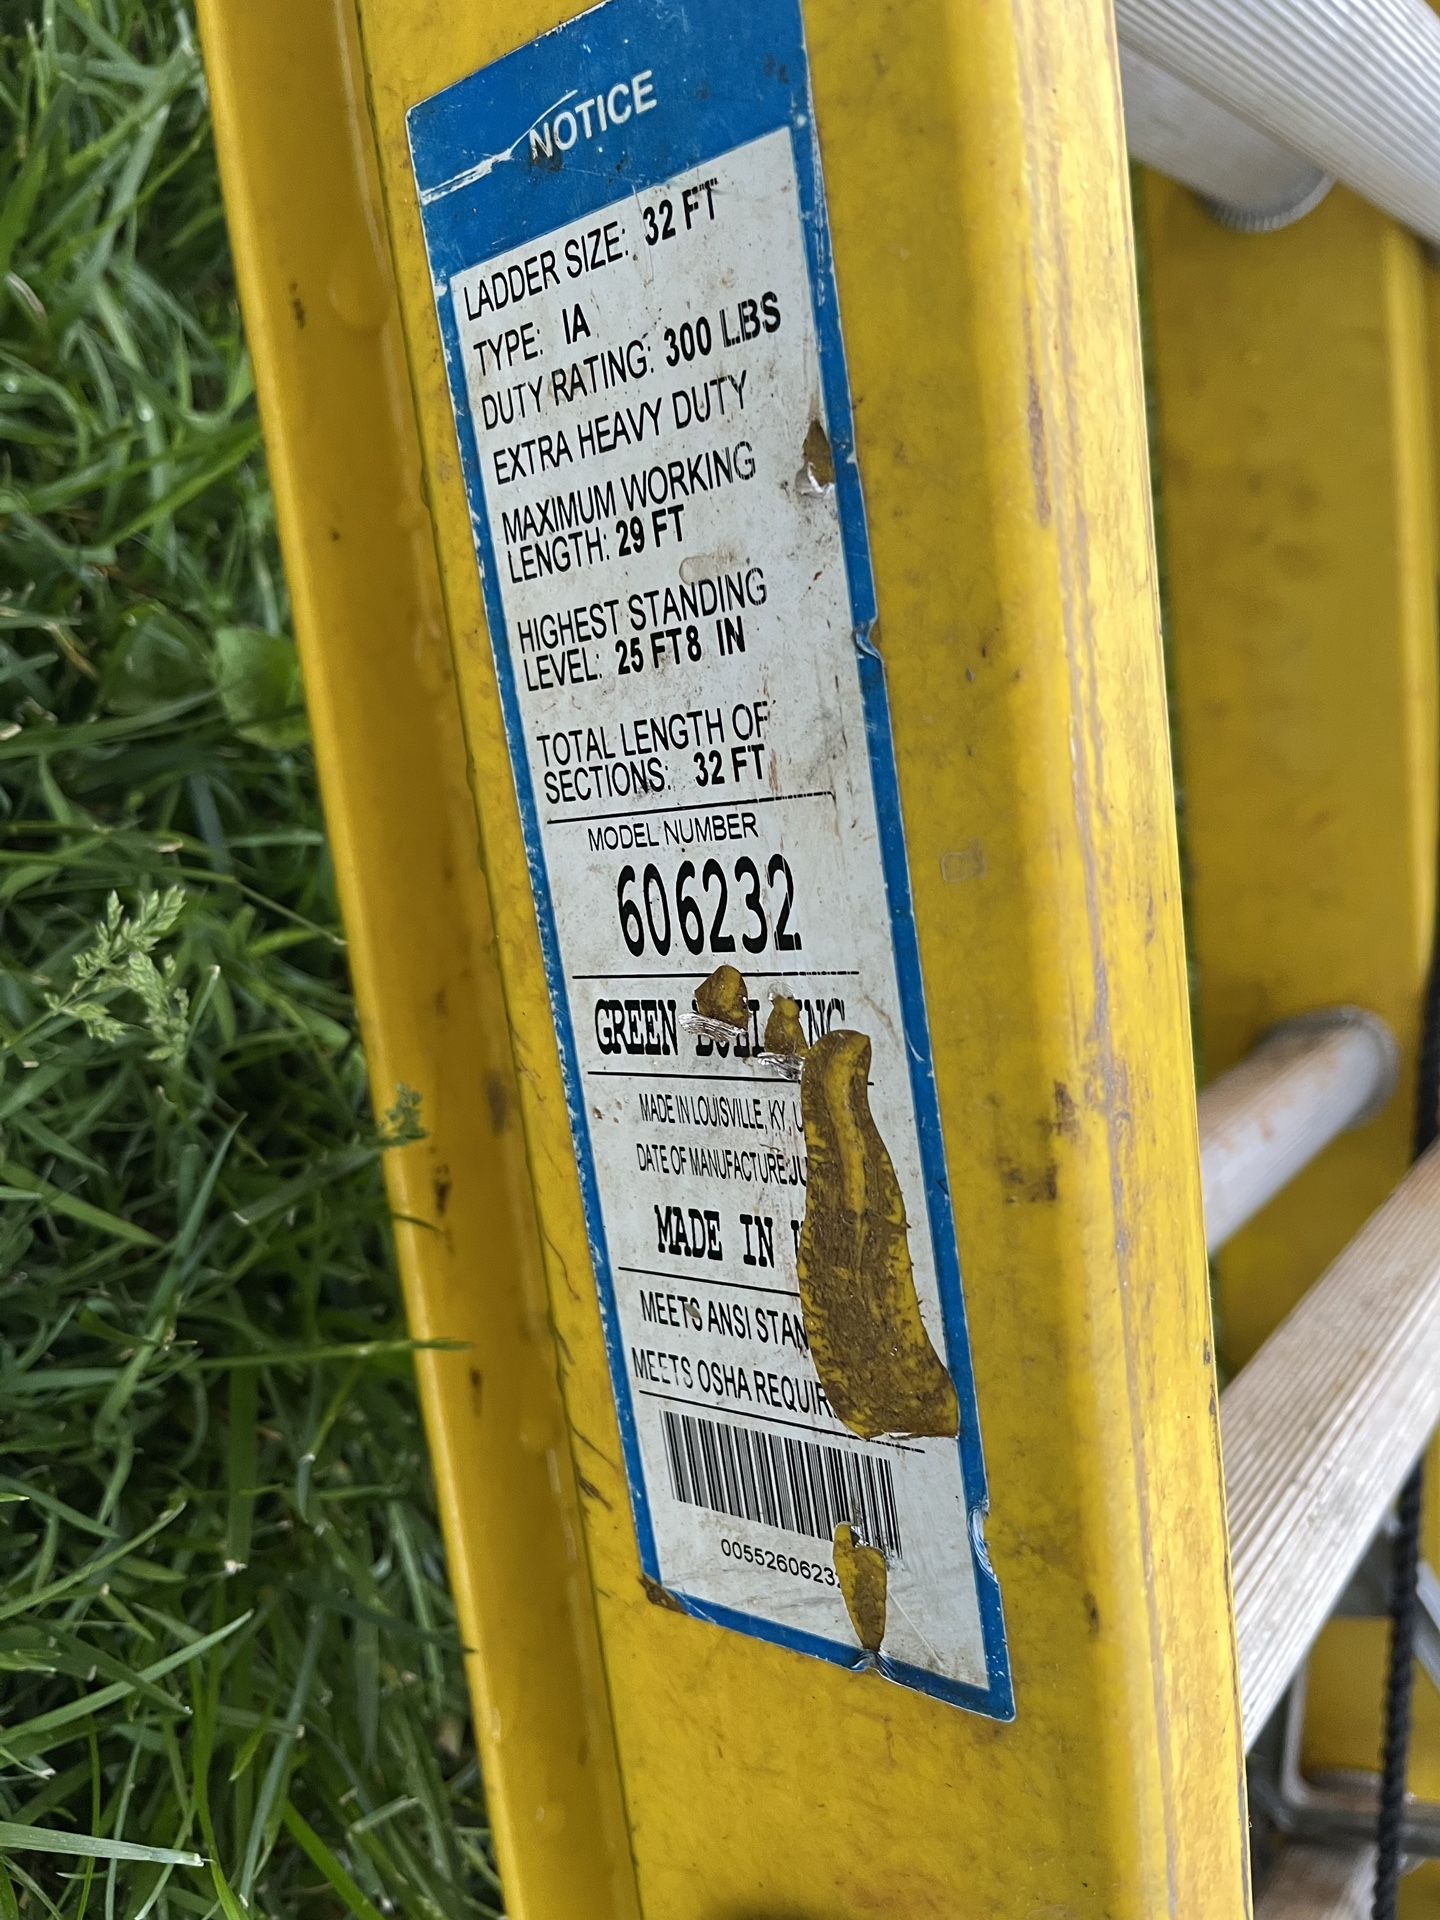 NOTICE
LADDER SIZE: 32 FT
TYPE: IA
DUTY RATING: 300 LBS
EXTRA HEAVY DUTY
MAXIMUM WORKING
LENGTH: 29 FT
HIGHEST STANDING
LEVEL: 25 FT8 IN
TOTAL LENGTH OF
SECTIONS: 32 FT
MODEL NUMBER
606232
GREEN
MADE IN LOUISVILLE, KY,
DATE OF MANUFACTURE
MADE IN
MEETS ANSI
MEETS OSHA